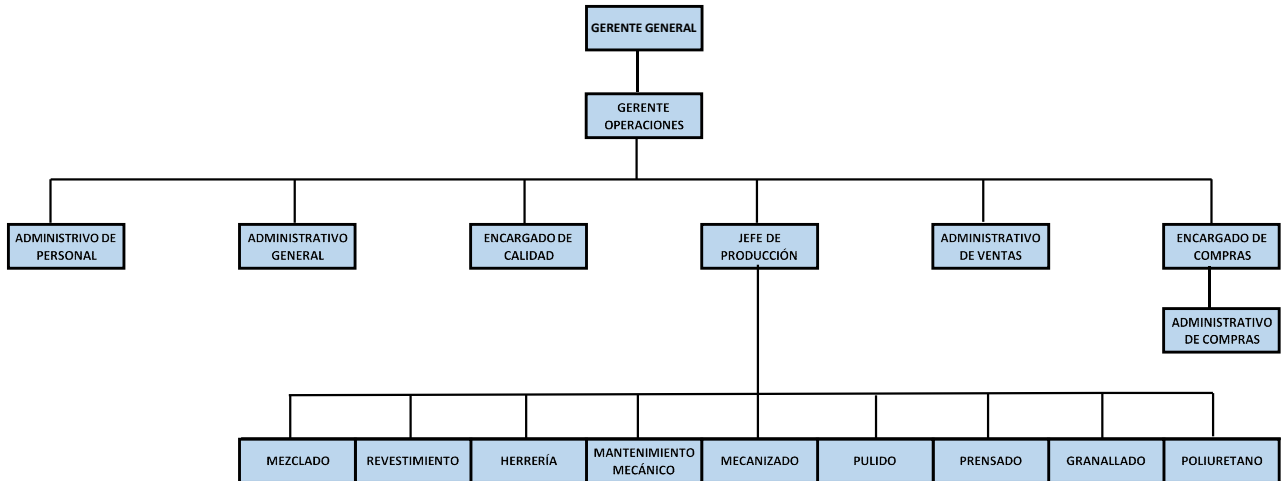 GERENTE GENERAL
GERENTE
OPERACIONES
ADMINISTRIVO DE
PERSONAL
ADMINISTRATIVO
GENERAL
ENCARGADO DE
CALIDAD
JEFE DE
PRODUCCIÓN
ADMINISTRATIVO
DE VENTAS
ENCARGADO DE
COMPRAS
ADMINISTRATIVO
DE COMPRAS
MEZCLADO
REVESTIMIENTO
HERRERÍA
MANTENIMIENTO
MECÁNICO
MECANIZADO
PULIDO
PRENSADO
GRANALLADO
POLIURETANO